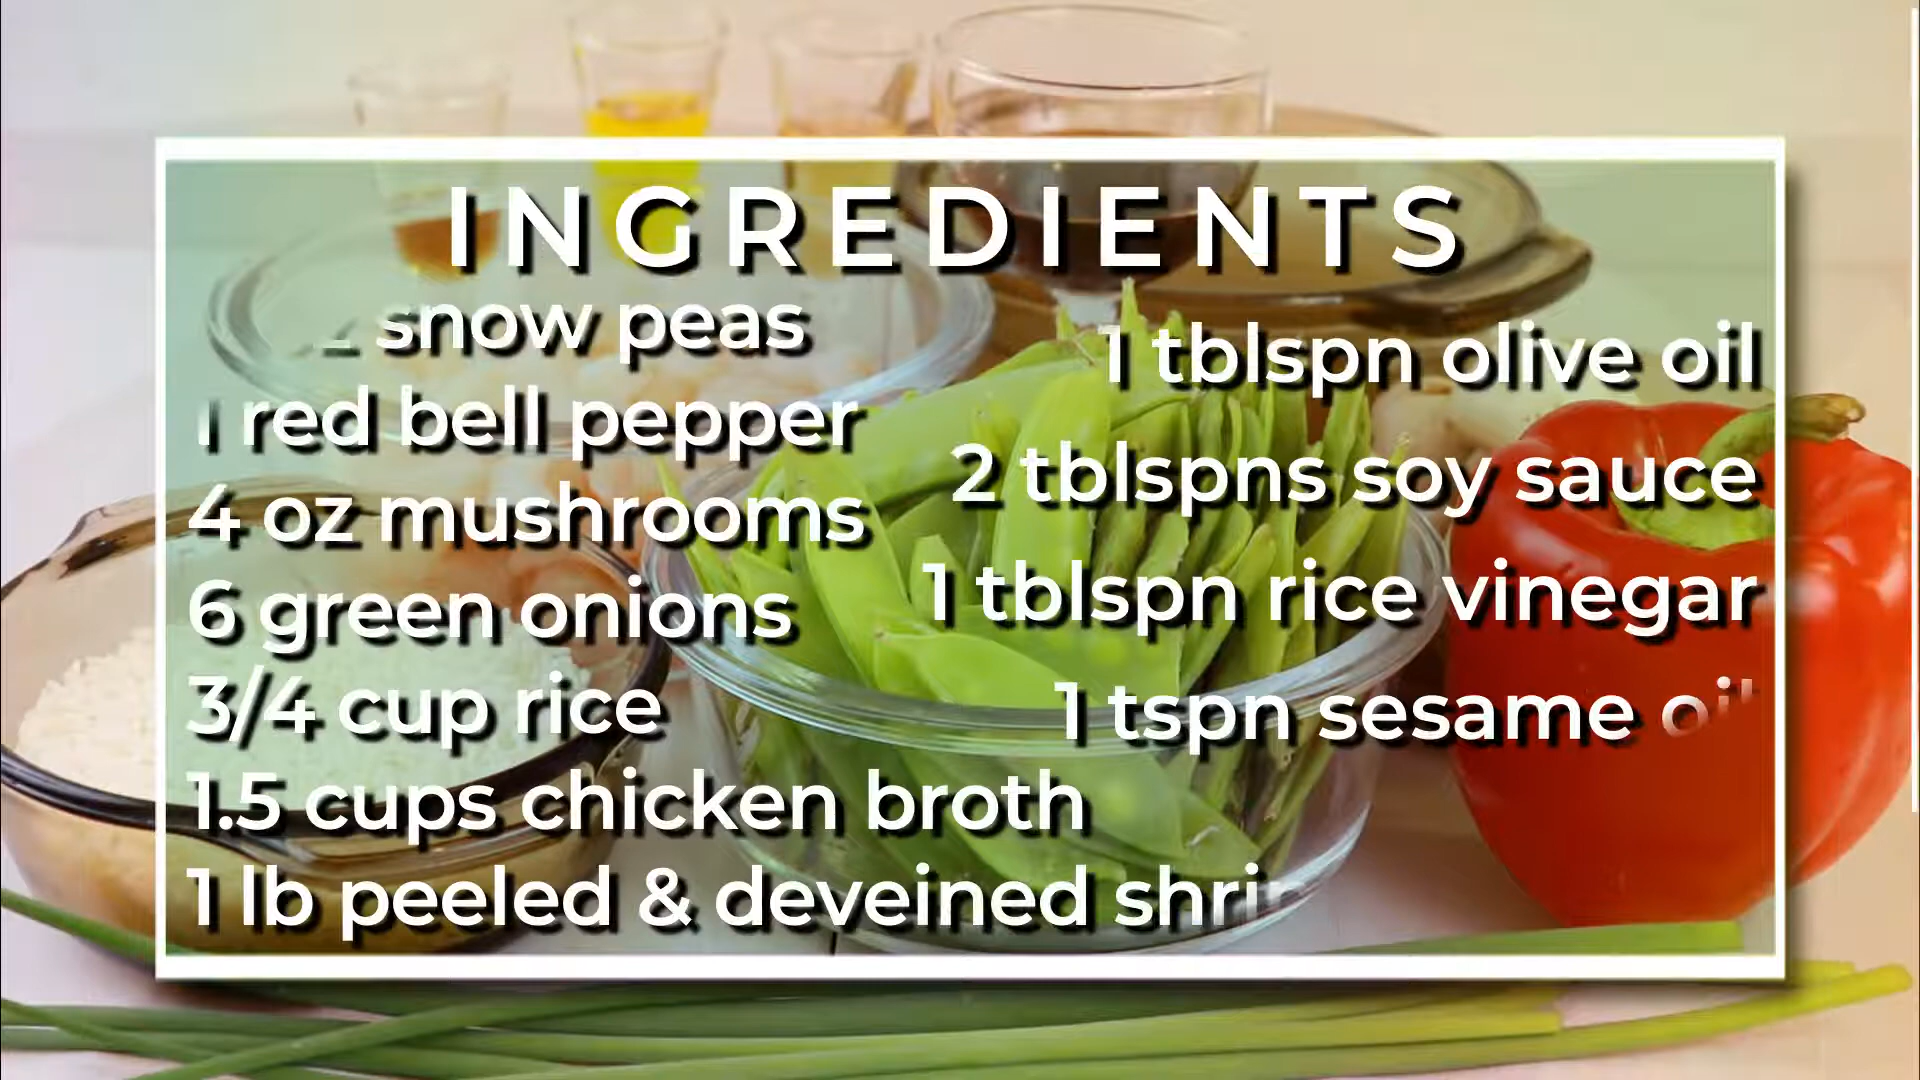 INGREDIENTS
snow peas
1 red bell pepper
4 oz mushrooms
6 green onions
3/4 cup rice
1.5 cups chicken broth
1 lb peeled & deveined
1 tblspn olive oil
2 tblspns soy sauce
1 tblspn rice vinegar
1 tspn sesame oil